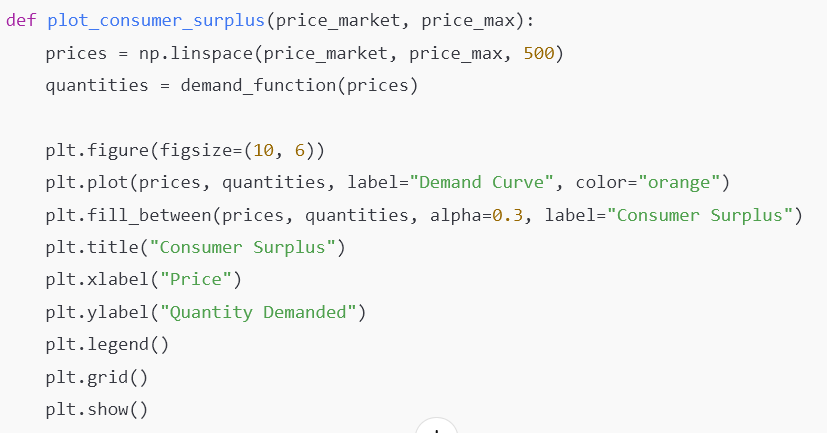 def plot_consumer_surplus(price_market, price_max):
    prices = np.linspace(price_market, price_max, 500)
    quantities = demand_function(prices)

    plt.figure(figsize=(10, 6))
    plt.plot(prices, quantities, label="Demand Curve", color="orange")
    plt.fill_between(prices, quantities, alpha=0.3, label="Consumer Surplus")
    plt.title("Consumer Surplus")
    plt.xlabel("Price")
    plt.ylabel("Quantity Demanded")
    plt.legend()
    plt.grid()
    plt.show()